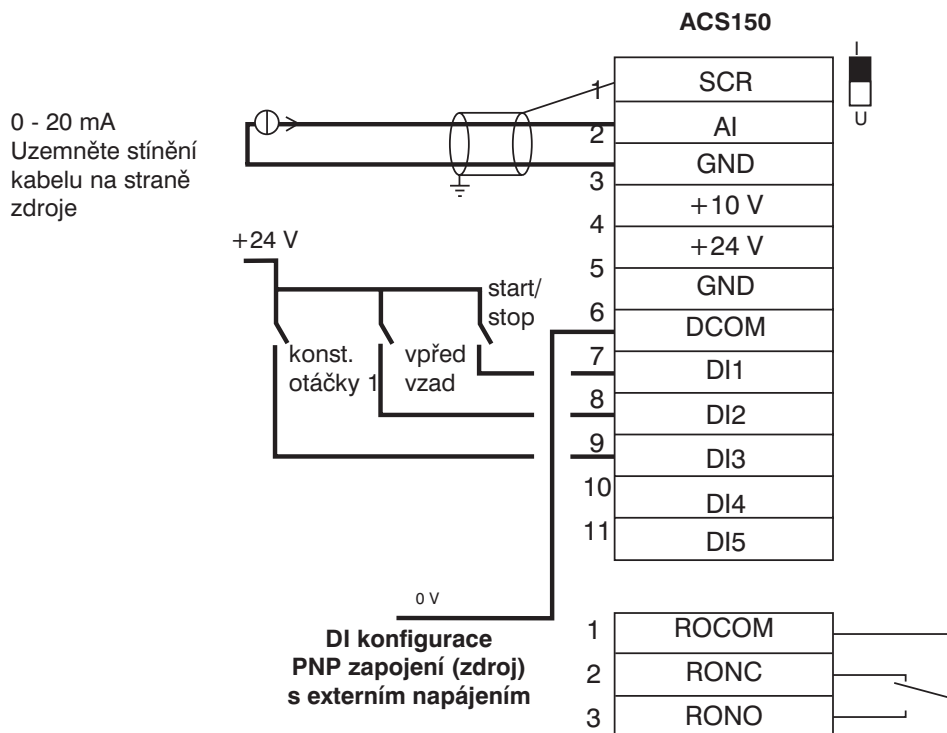 ACS150
I
U
0 - 20 mA
Uzemněte stínění
kabelu na straně
zdroje
1 SCR
2 AI
3 GND
4 +10 V
5 +24 V
6 GND
7 DCOM
8 DI1
9 DI2
10 DI3
11 DI4
DI5
+24 V
start/
stop
konst.
otáčky 1
vpřed
vzad
0 V
DI konfigurace
PNP zapojení (zdroj)
s externím napájením
1 ROCOM
2 RONC
3 RONO